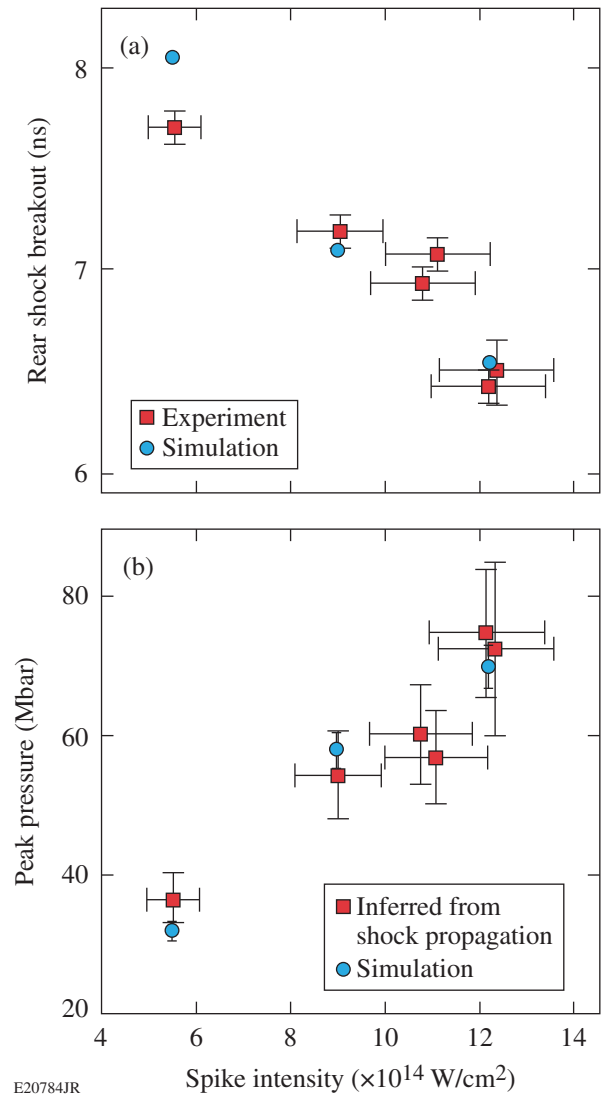 (a)
8
7
6
Rear shock breakout (ns)
Experiment
Simulation
(b)
80
60
40
20
Peak pressure (Mbar)
Inferred from
shock propagation
Simulation
4 6 8 10 12 14
Spike intensity (×10¹⁴ W/cm²)
E20784JR